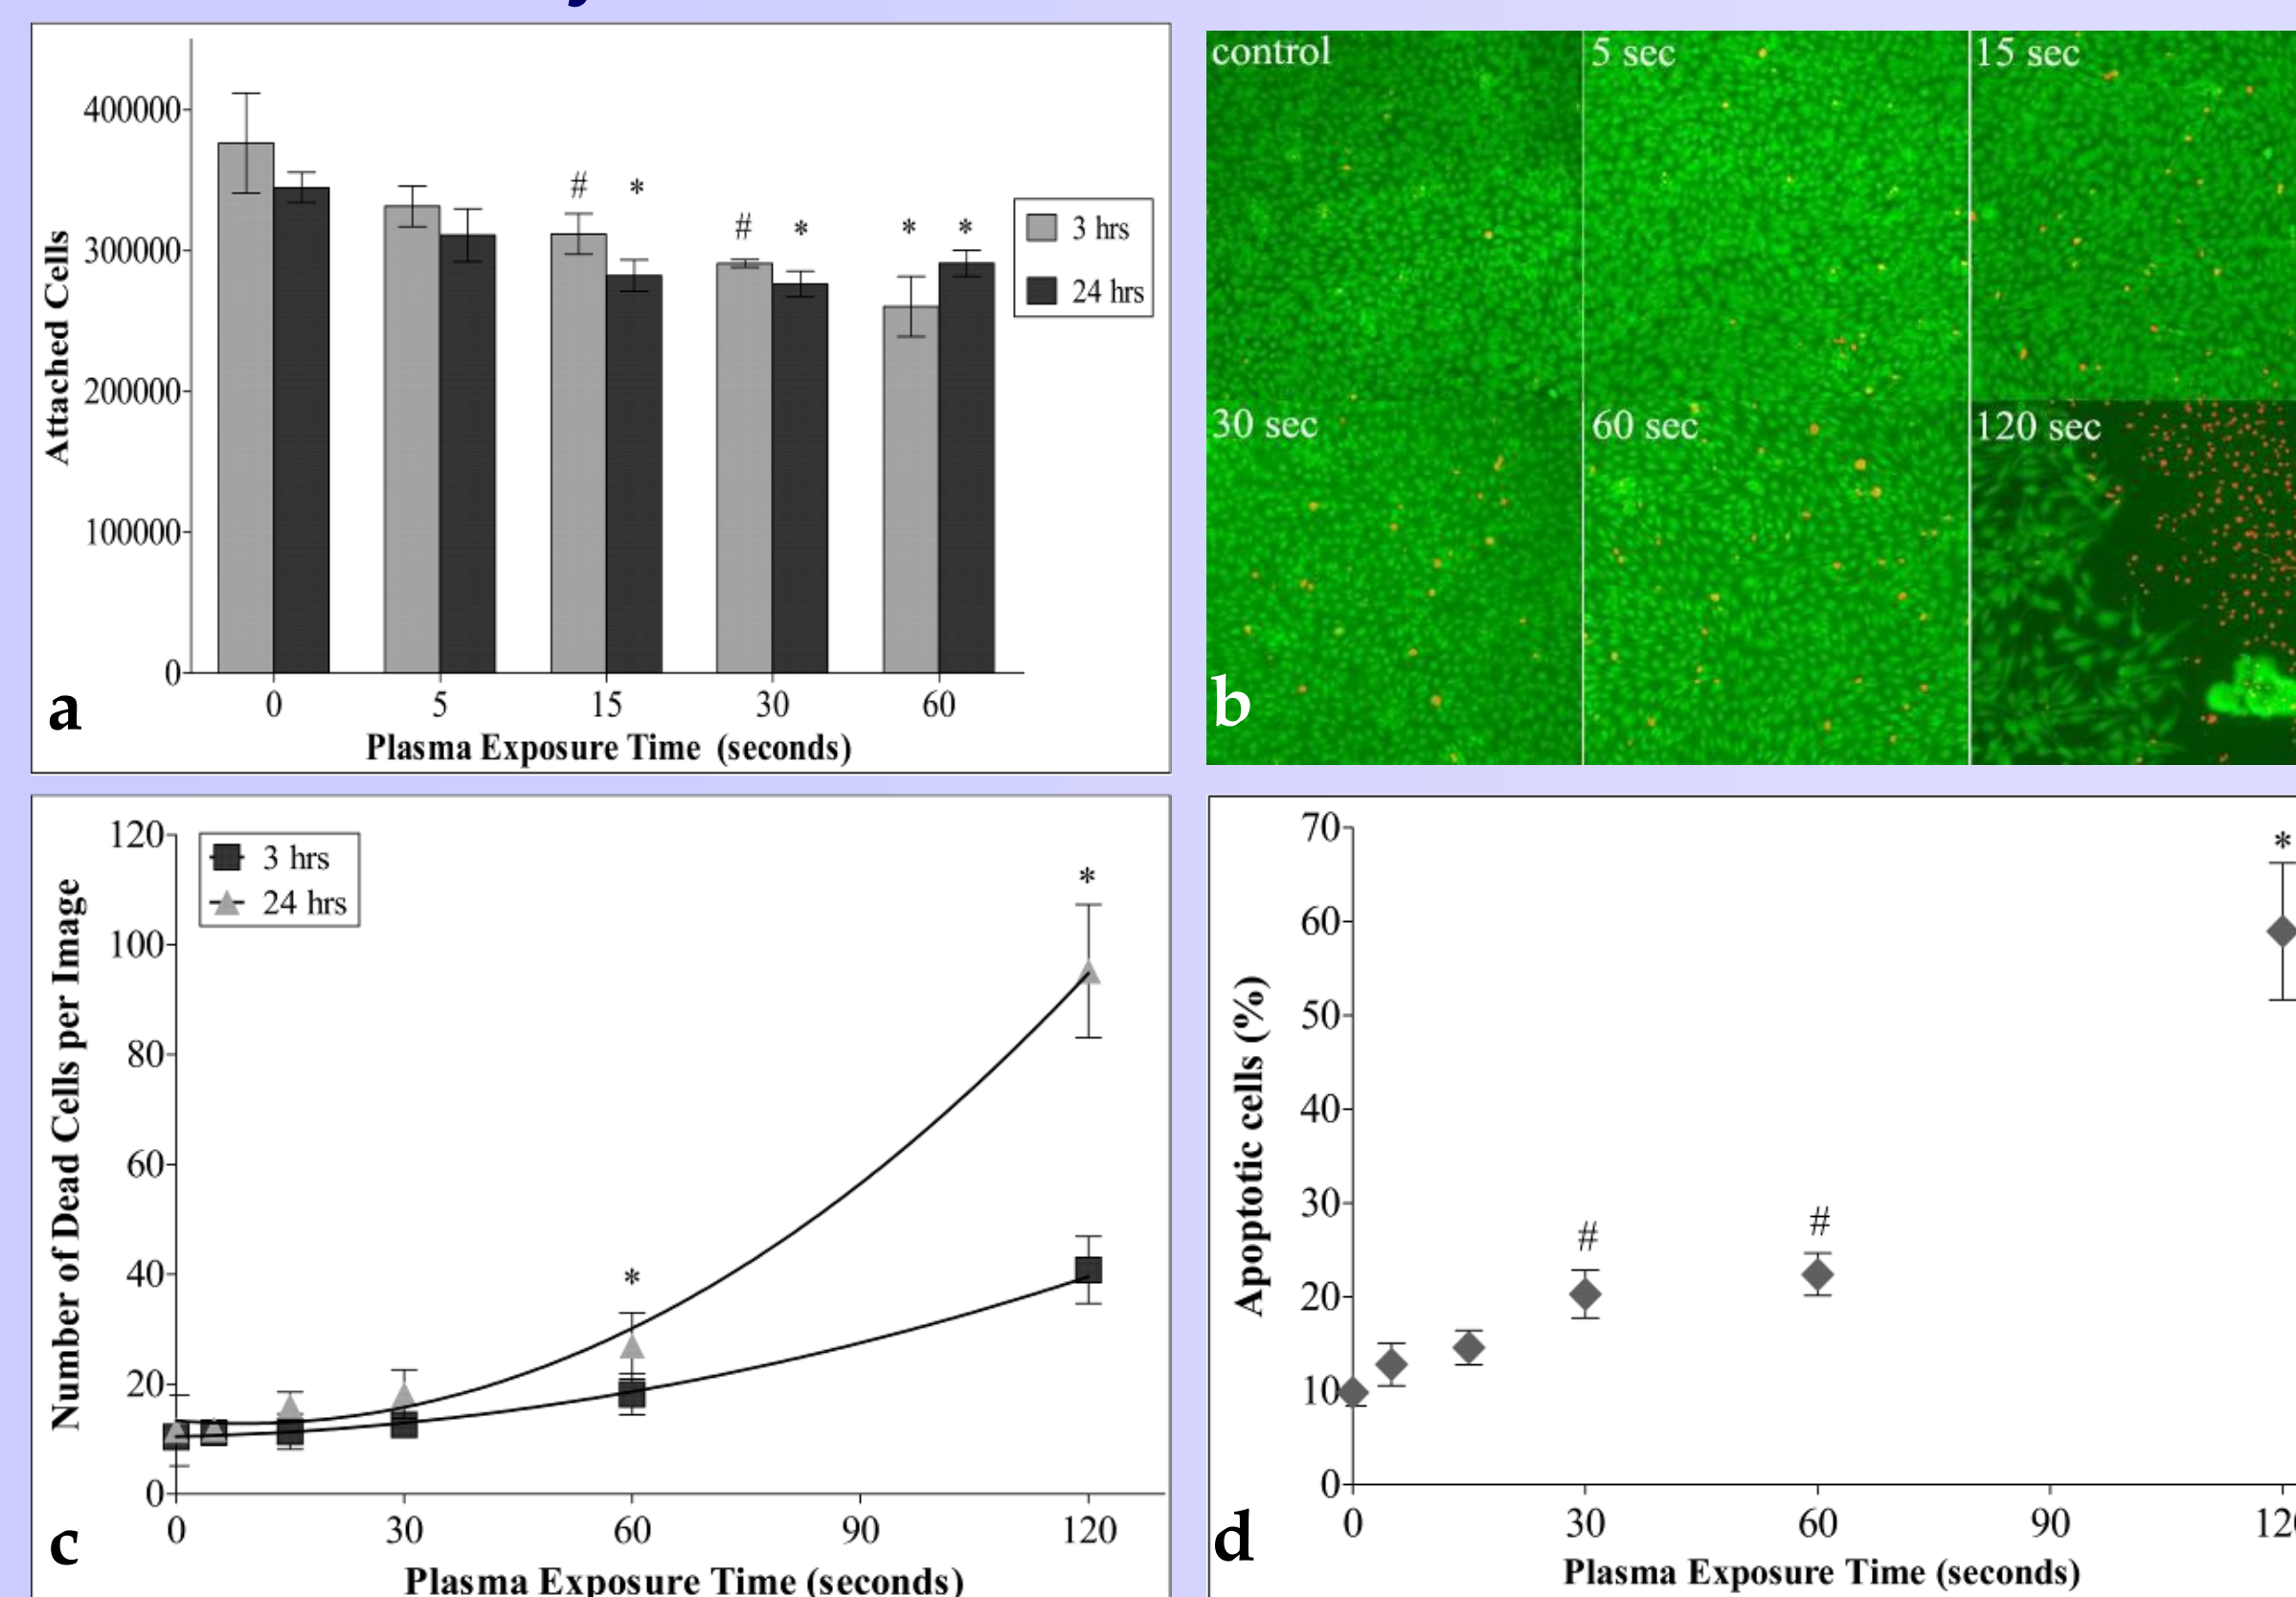 400000
300000
200000
100000
0
Attached Cells
# * # * * *
3 hrs
24 hrs
0 5 15 30 60
Plasma Exposure Time (seconds)
a
control 5 sec 15 sec
30 sec 60 sec 120 sec
b
120
100
80
60
40
20
0
Number of Dead Cells per Image
3 hrs
24 hrs
*
*
0 30 60 90 120
Plasma Exposure Time (seconds)
c
70
60
50
40
30
20
10
0
Apoptotic cells (%)
*
# #
0 30 60 90
Plasma Exposure Time (seconds)
d